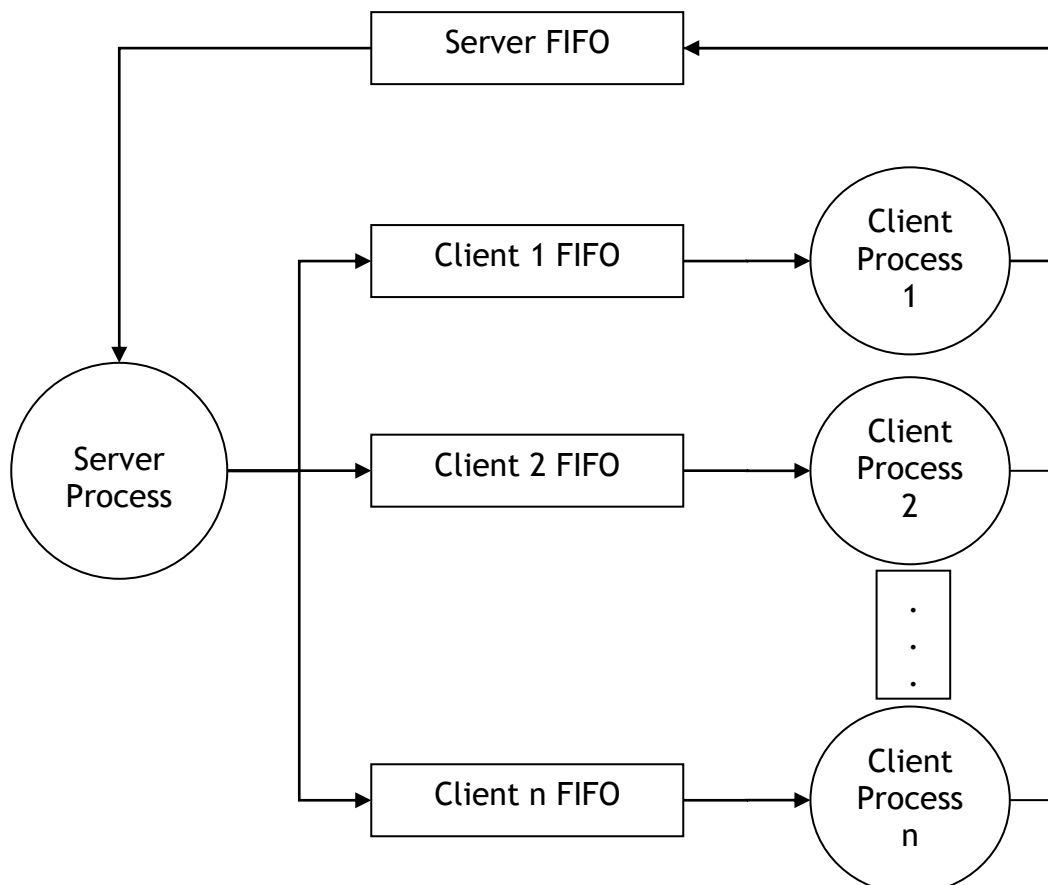 Server FIFO
Client 1 FIFO
Client
Process
1
Server
Process
Client 2 FIFO
Client
Process
2
.
.
.
Client n FIFO
Client
Process
n